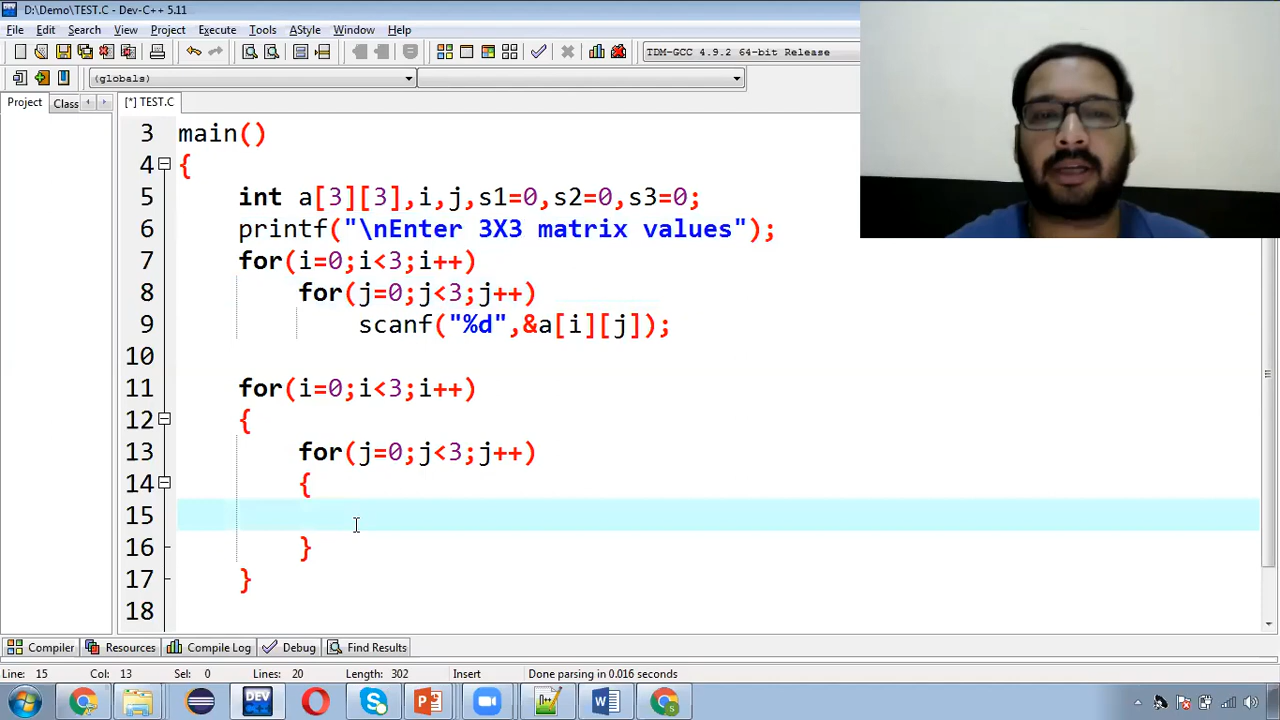 D:\Demo\TEST.C - Dev-C++ 5.11
File Edit Search View Project Execute Tools AStyle Window Help
TDM-GCC 4.9.2 64-bit Release
(globals)
Project Class [*] TEST.C
3 main()
4 {
5 int a[3][3],i,j,s1=0,s2=0,s3=0;
6 printf("\nEnter 3X3 matrix values");
7 for(i=0;i<3;i++)
8 for(j=0;j<3;j++)
9 scanf("%d",&a[i][j]);
10
11 for(i=0;i<3;i++)
12 {
13 for(j=0;j<3;j++)
14 {
15
16 }
17 }
18
Compiler Resources Compile Log Debug Find Results
Line: 15 Col: 13 Sel: 0 Lines: 20 Length: 302 Insert Done parsing in 0.016 seconds
DEV C++